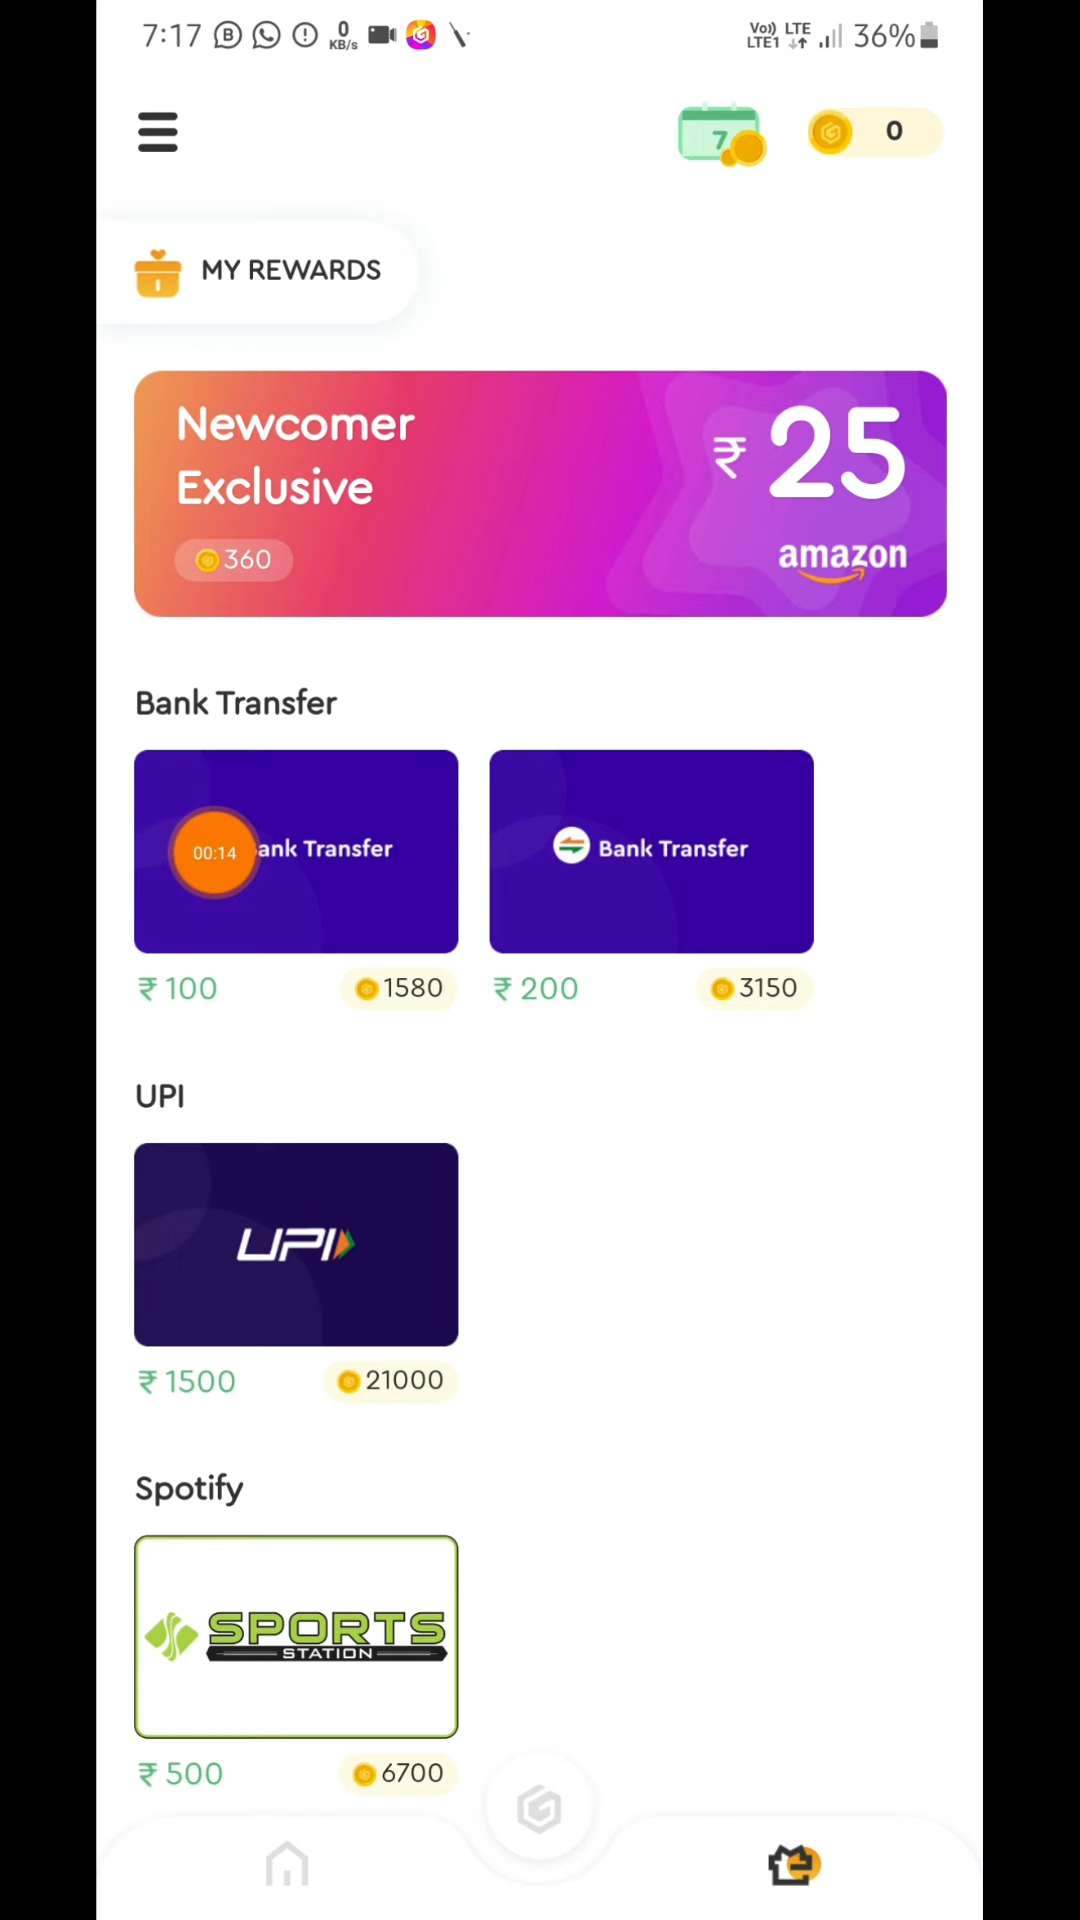 7:17 B 0 KB/s Vo)) LTE LTE1 36%
7 0
MY REWARDS
Newcomer
Exclusive
₹ 25
360
amazon
Bank Transfer
00:14 ank Transfer
Bank Transfer
₹ 100 1580 ₹ 200 3150
UPI
UPI
₹ 1500 21000
Spotify
SPORTS
STATION
₹ 500 6700